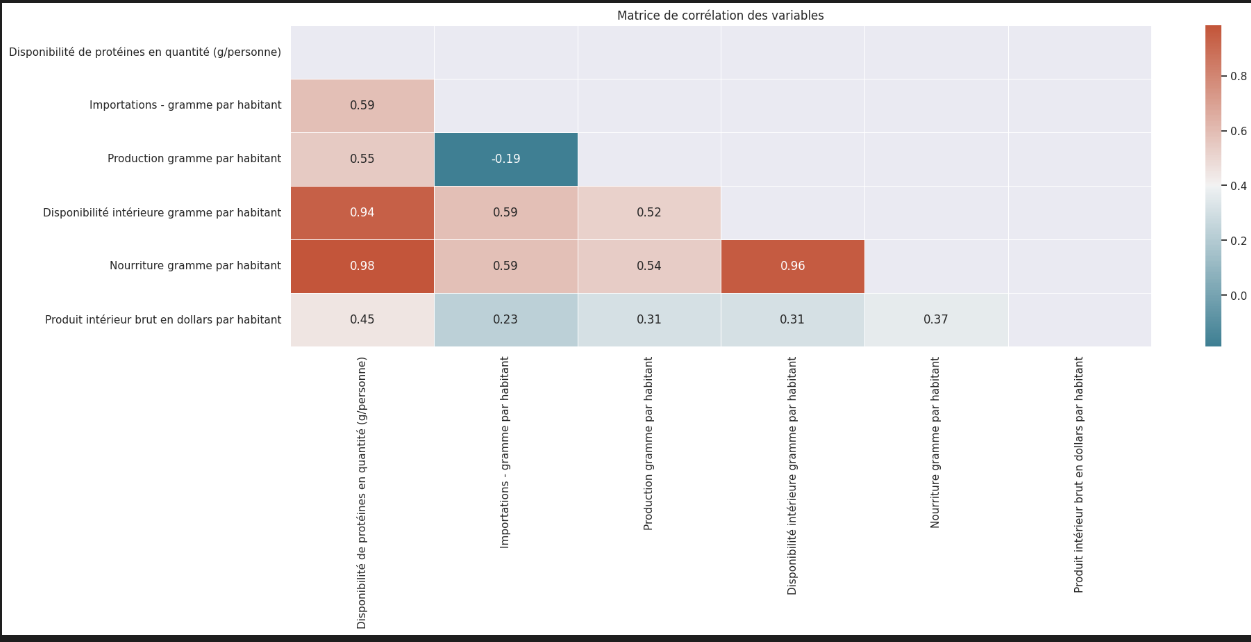 Matrice de corrélation des variables
Disponibilité de protéines en quantité (g/personne)
Importations - gramme par habitant
0.59
Production gramme par habitant
0.55 -0.19
Disponibilité intérieure gramme par habitant
0.94 0.59 0.52
Nourriture gramme par habitant
0.98 0.59 0.54 0.96
Produit intérieur brut en dollars par habitant
0.45 0.23 0.31 0.31 0.37
Disponibilité de protéines en quantité (g/personne)
Importations - gramme par habitant
Production gramme par habitant
Disponibilité intérieure gramme par habitant
Nourriture gramme par habitant
Produit intérieur brut en dollars par habitant
0.8
0.6
0.4
0.2
0.0